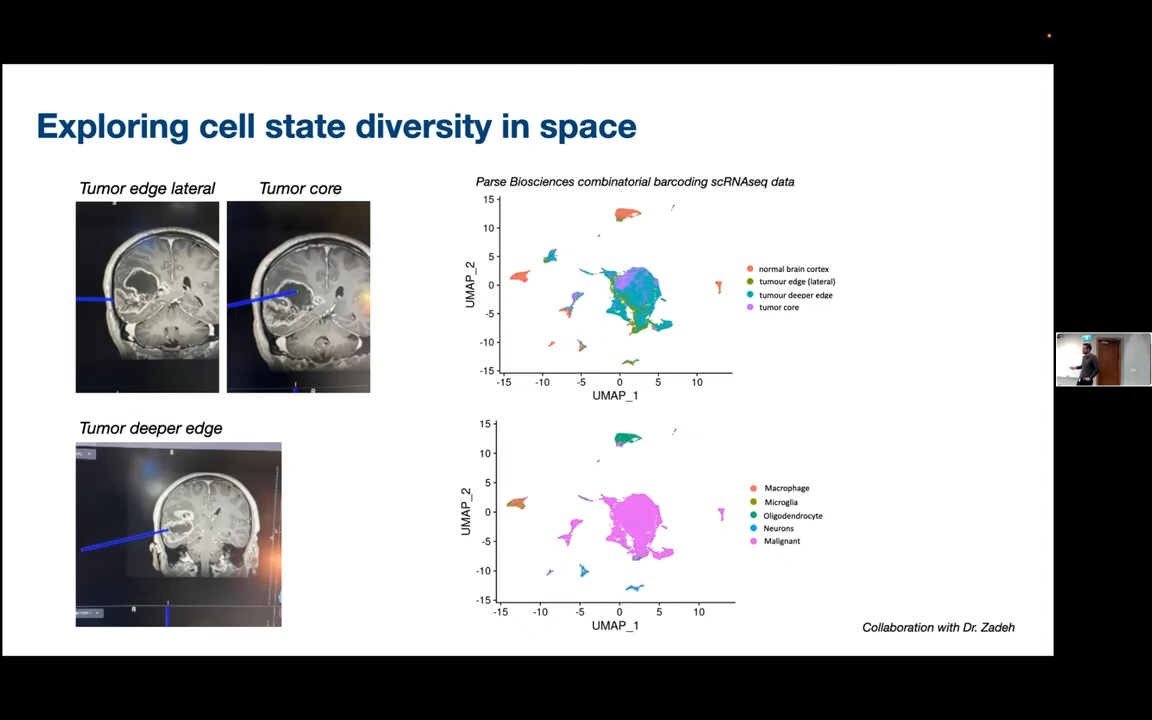 Exploring cell state diversity in space
Tumor edge lateral
Tumor core
Tumor deeper edge
Parse Biosciences combinatorial barcoding scRNAseq data
15
10
5
0
-5
-10
-15
UMAP_2
-15 -10 -5 0 5 10
UMAP_1
normal brain cortex
tumour edge (lateral)
tumour deeper edge
tumor core
15
10
5
0
-5
-10
-15
UMAP_2
-15 -10 -5 0 5 10
UMAP_1
Macrophage
Microglia
Oligodendrocyte
Neurons
Malignant
Collaboration with Dr. Zadeh